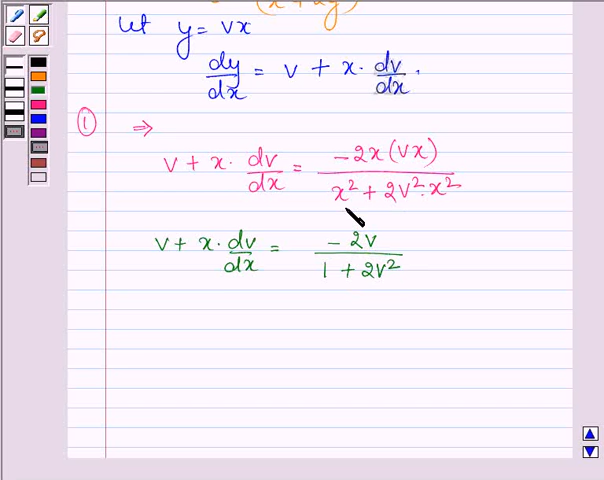 (x + 2y)
Let y = vx
dy/dx = v + x · dv/dx .
① ⇒
v + x · dv/dx = -2x(vx) / x² + 2v² · x²
v + x · dv/dx = -2v / 1 + 2v²